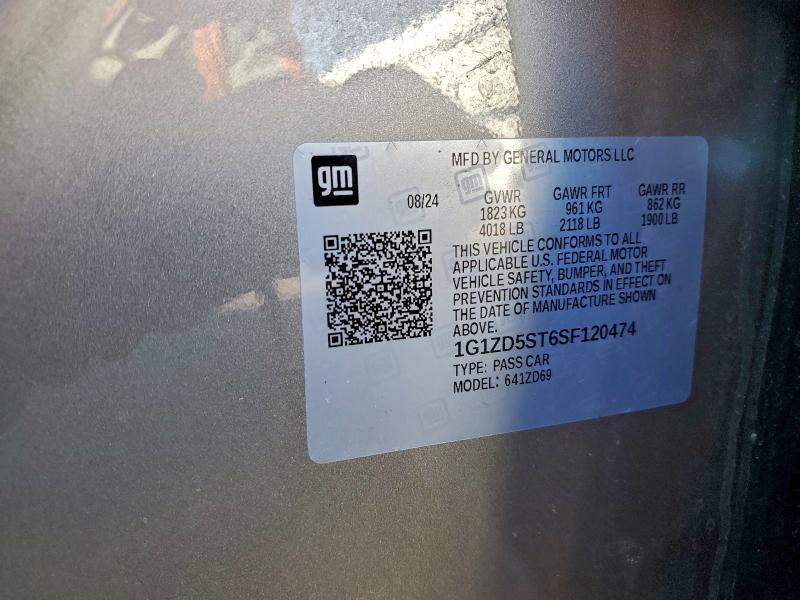 gm
MFD BY GENERAL MOTORS LLC
08/24
GVWR
1823 KG
4018 LB
GAWR FRT
961 KG
2118 LB
GAWR RR
862 KG
1900 LB
THIS VEHICLE CONFORMS TO ALL
APPLICABLE U.S. FEDERAL MOTOR
VEHICLE SAFETY, BUMPER, AND THEFT
PREVENTION STANDARDS IN EFFECT ON
THE DATE OF MANUFACTURE SHOWN
ABOVE.
1G1ZD5ST6SF120474
TYPE: PASS CAR
MODEL: 641ZD69